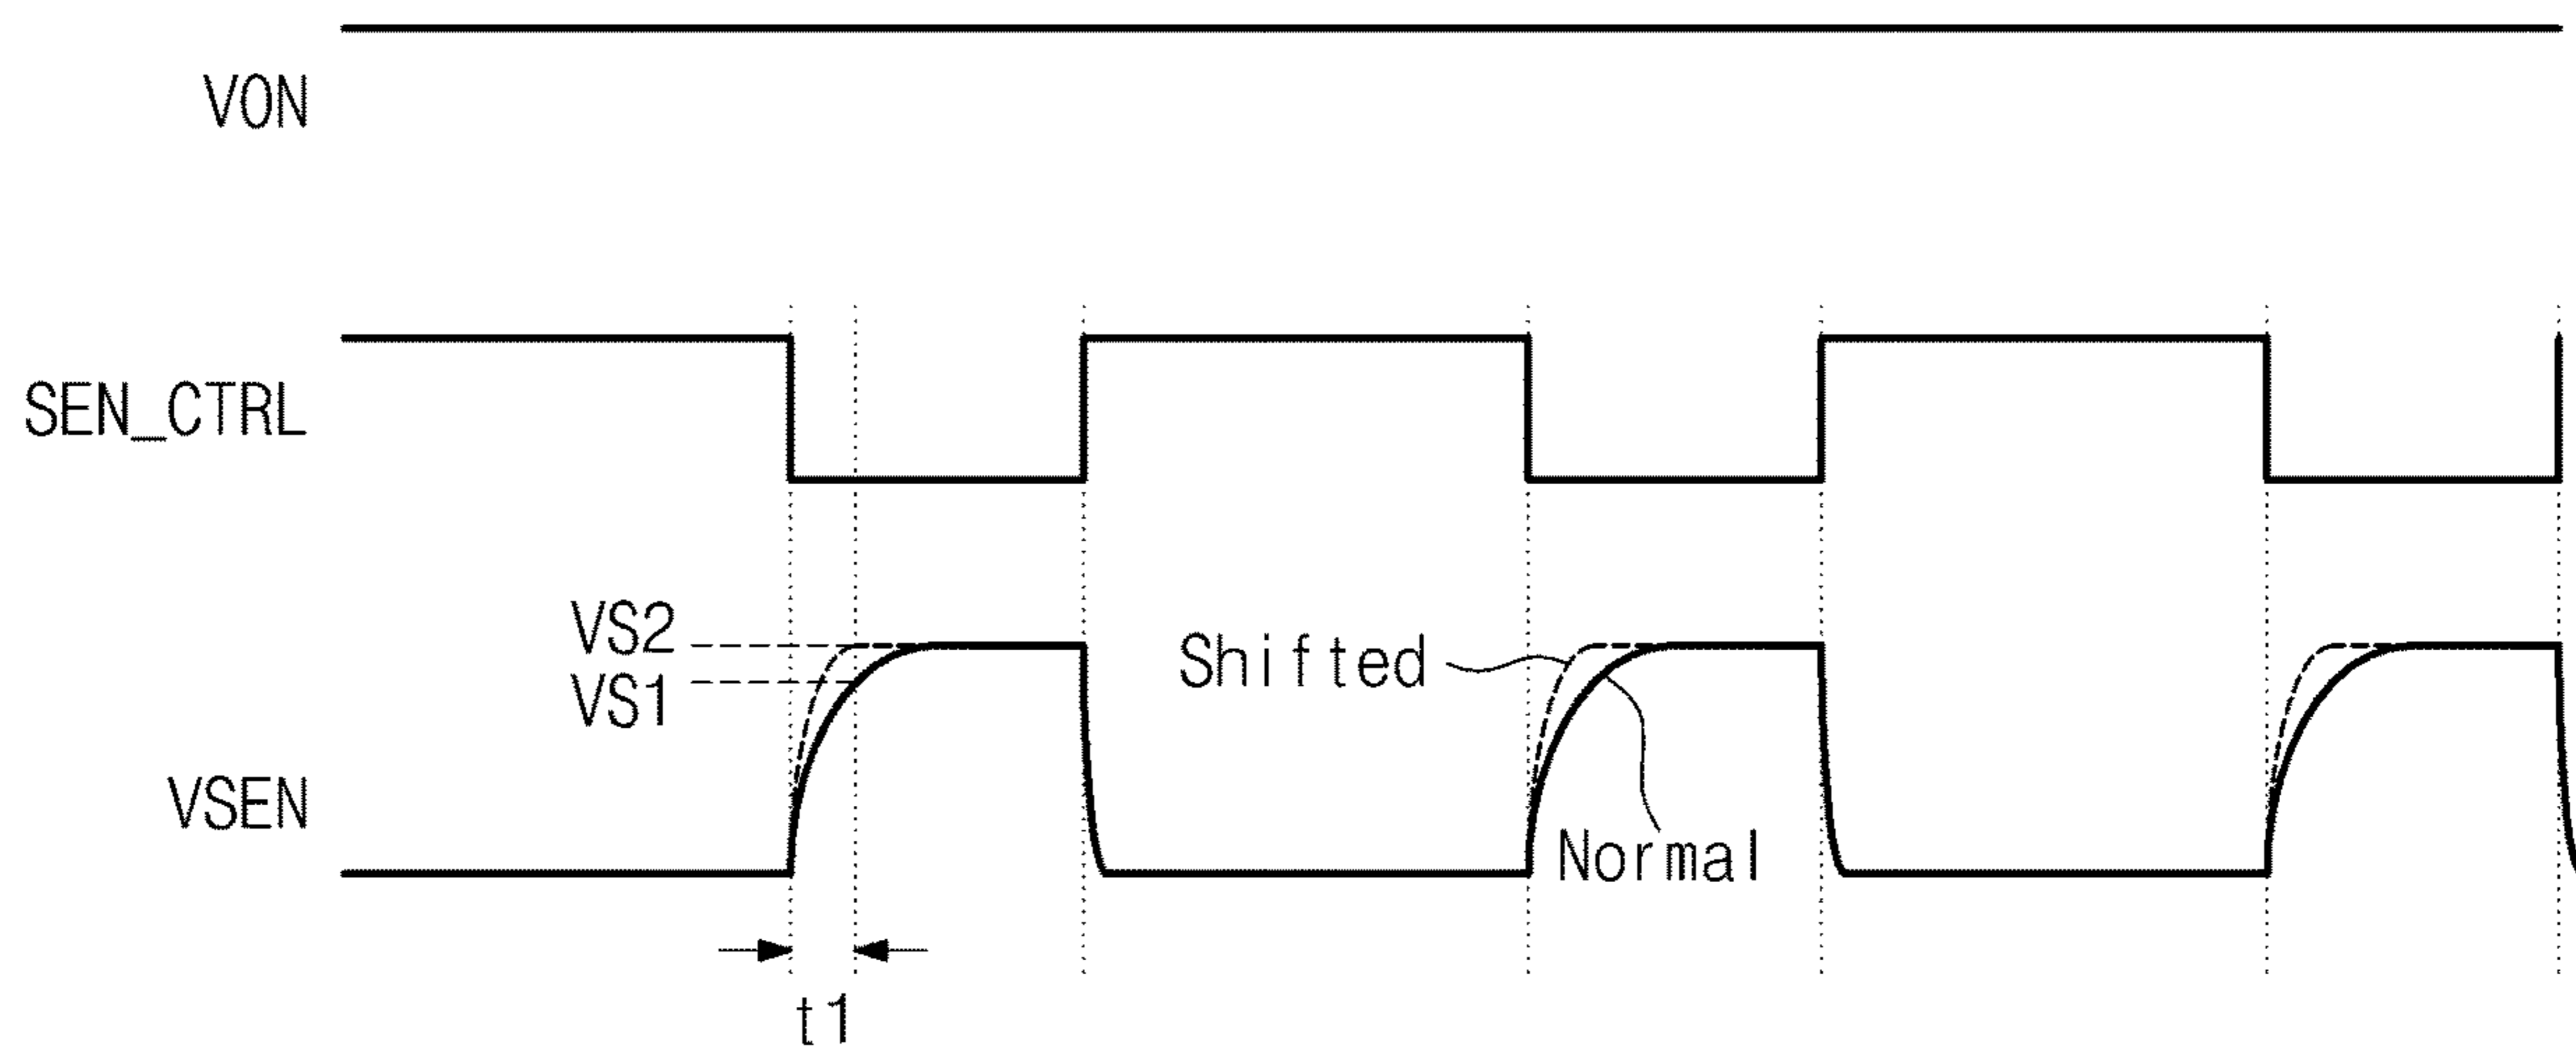 VON
SEN_CTRL
VS2
Shifted
VS1
VSEN
Normal
t1